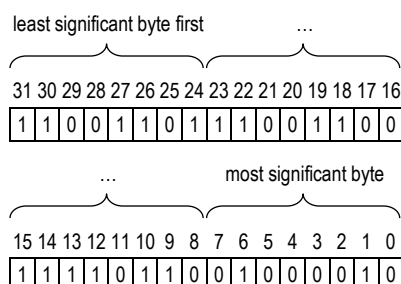 least significant byte first …
31 30 29 28 27 26 25 24 23 22 21 20 19 18 17 16
1 1 0 0 1 1 0 1 1 1 0 0 1 1 0 0
… most significant byte
15 14 13 12 11 10 9 8 7 6 5 4 3 2 1 0
1 1 1 1 0 1 1 0 0 1 0 0 0 0 1 0